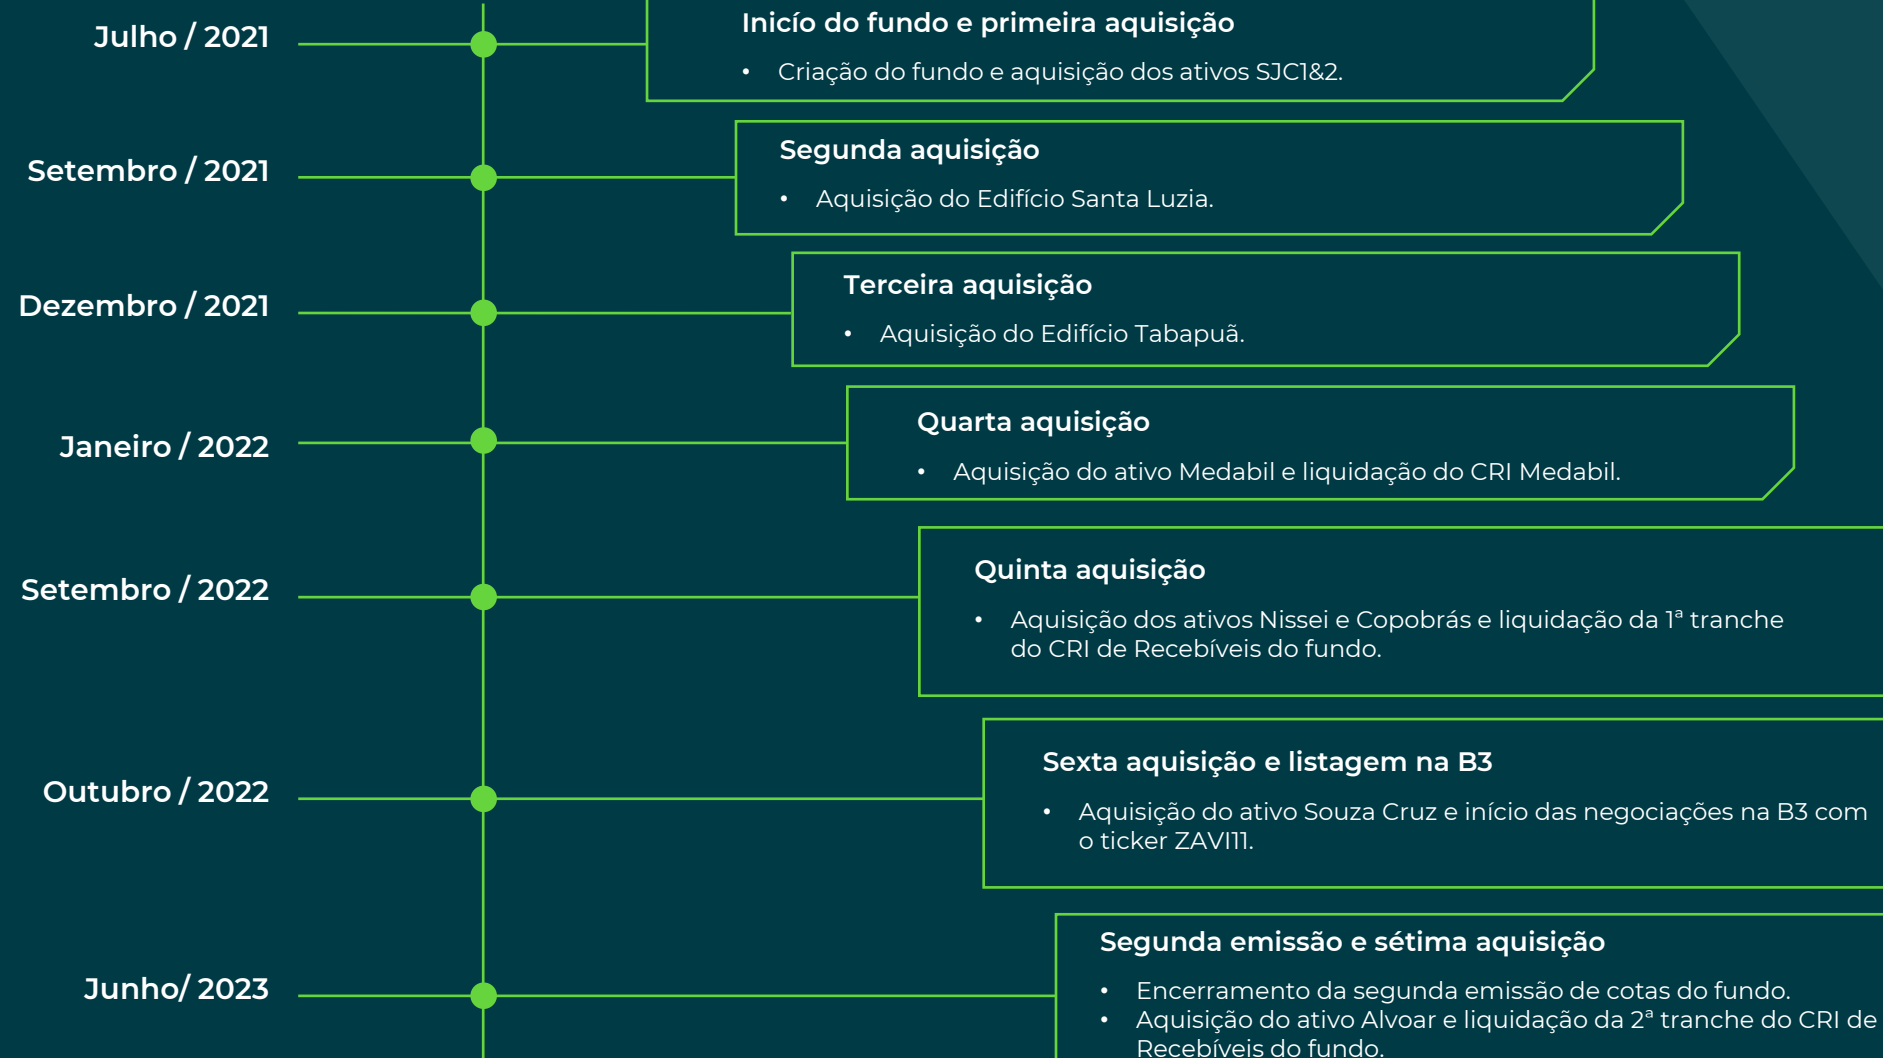 Julho / 2021
Inicío do fundo e primeira aquisição
• Criação do fundo e aquisição dos ativos SJC1&2.
Setembro / 2021
Segunda aquisição
• Aquisição do Edifício Santa Luzia.
Dezembro / 2021
Terceira aquisição
• Aquisição do Edifício Tabapuã.
Janeiro / 2022
Quarta aquisição
• Aquisição do ativo Medabil e liquidação do CRI Medabil.
Setembro / 2022
Quinta aquisição
• Aquisição dos ativos Nissei e Copobrás e liquidação da 1ª tranche
do CRI de Recebíveis do fundo.
Outubro / 2022
Sexta aquisição e listagem na B3
• Aquisição do ativo Souza Cruz e início das negociações na B3 com
o ticker ZAVI11.
Junho/ 2023
Segunda emissão e sétima aquisição
• Encerramento da segunda emissão de cotas do fundo.
• Aquisição do ativo Alvoar e liquidação da 2ª tranche do CRI de
Recebíveis do fundo.